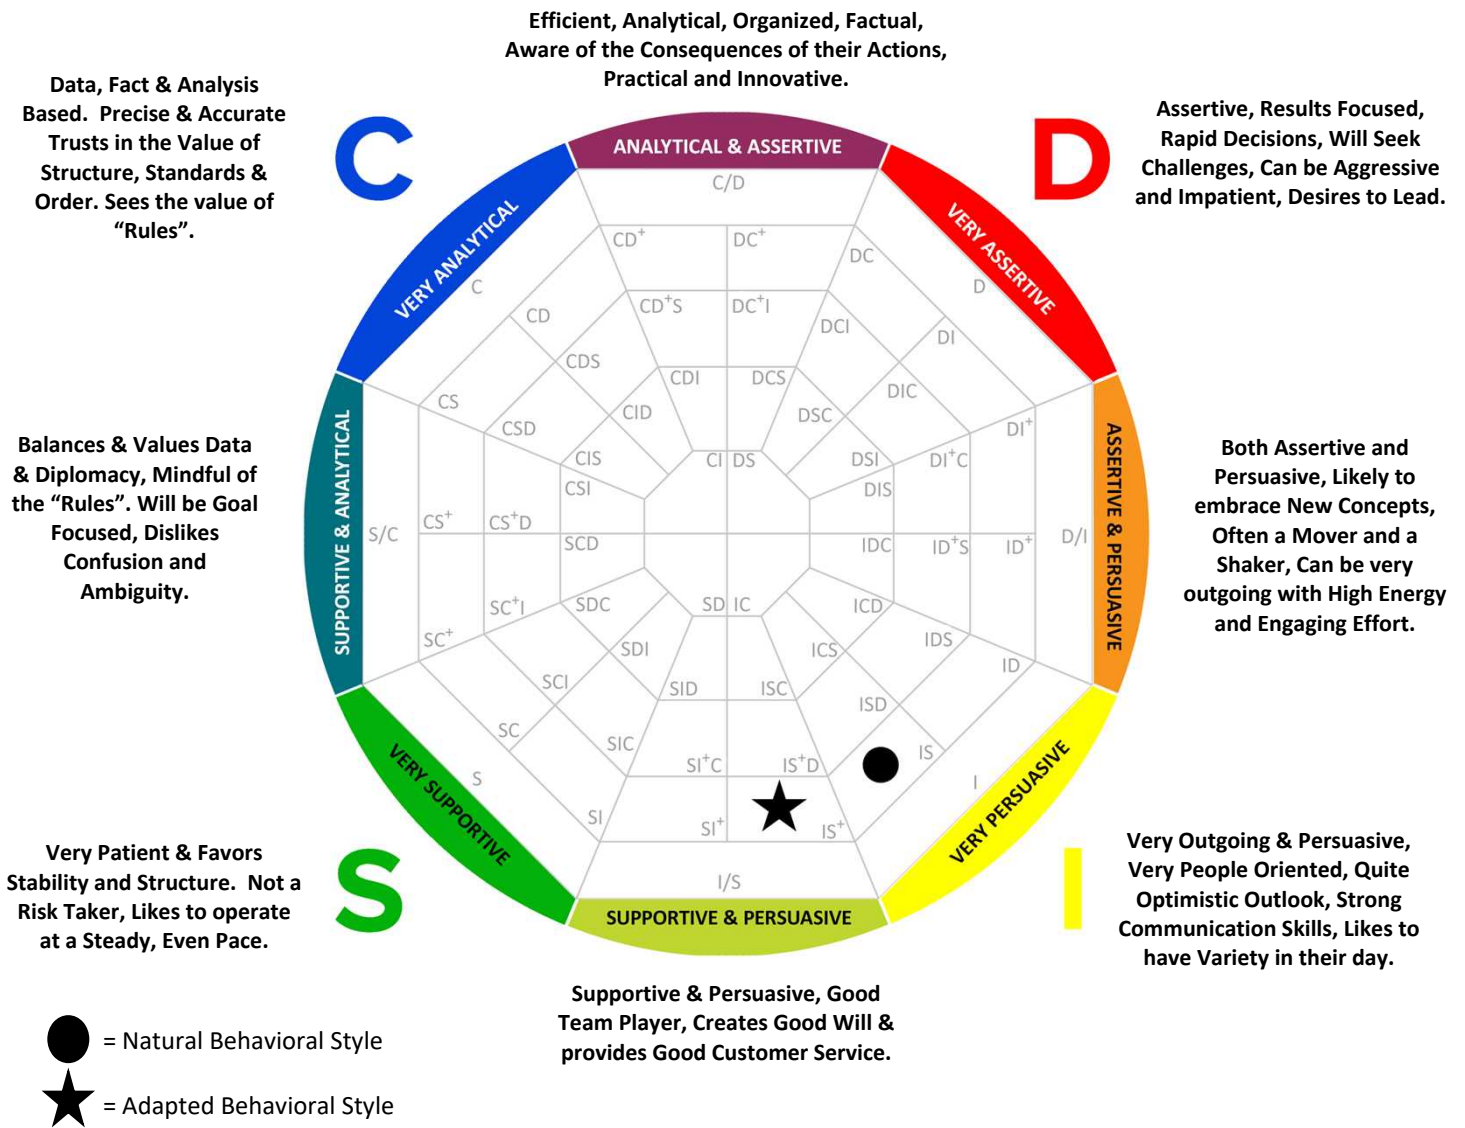 Efficient, Analytical, Organized, Factual,
Aware of the Consequences of their Actions,
Practical and Innovative.
Data, Fact & Analysis
Based.  Precise & Accurate
Trusts in the Value of
Structure, Standards &
Order. Sees the value of
“Rules”.
C
D
Assertive, Results Focused,
Rapid Decisions, Will Seek
Challenges, Can be Aggressive
and Impatient, Desires to Lead.
ANALYTICAL & ASSERTIVE
VERY ANALYTICAL
VERY ASSERTIVE
C/D
CD+
DC+
DC
C
D
CD
CD+S
DC+I
DCI
DI
CDS
CDI
DCS
DIC
CS
CID
DSC
CSD
DI+
CIS
CI
DS
DSI
DI+C
CSI
DIS
S/C
CS+
CS+D
SCD
IDC
ID+S
ID+
D/I
SC+I
SDC
SD
IC
ICD
SC+
SDI
ICS
IDS
ID
SCI
SID
ISC
ISD
SC
SIC
IS
SI+C
IS+D
S
I
SI
SI+
IS+
I/S
SUPPORTIVE & ANALYTICAL
ASSERTIVE & PERSUASIVE
VERY SUPPORTIVE
VERY PERSUASIVE
SUPPORTIVE & PERSUASIVE
Balances & Values Data
& Diplomacy, Mindful of
the “Rules”. Will be Goal
Focused, Dislikes
Confusion and
Ambiguity.
Both Assertive and
Persuasive, Likely to
embrace New Concepts,
Often a Mover and a
Shaker, Can be very
outgoing with High Energy
and Engaging Effort.
Very Patient & Favors
Stability and Structure.  Not a
Risk Taker, Likes to operate
at a Steady, Even Pace.
S
I
Very Outgoing & Persuasive,
Very People Oriented, Quite
Optimistic Outlook, Strong
Communication Skills, Likes to
have Variety in their day.
Supportive & Persuasive, Good
Team Player, Creates Good Will &
provides Good Customer Service.
= Natural Behavioral Style
= Adapted Behavioral Style